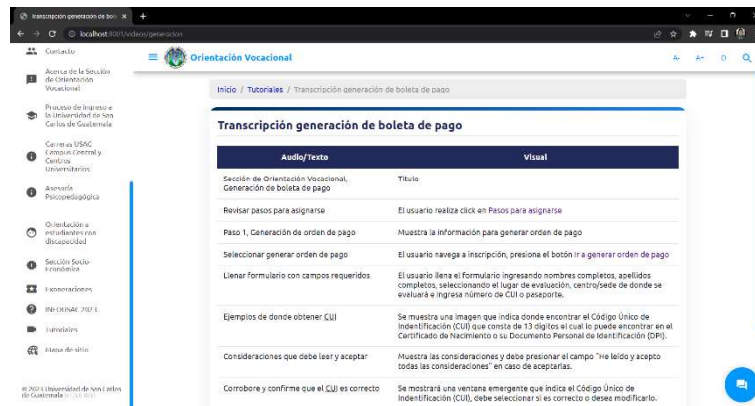 Transcripción generación de bole
localhost:8001/videos/generacion
Contacto
Acerca de la Sección
de Orientación
Vocacional
Proceso de ingreso a
la Universidad de San
Carlos de Guatemala
Carreras USAC
Campus Central y
Centros
Universitarios
Asesoría
Psicopedagógica
Orientación a
estudiantes con
discapacidad
Sección Socio-
Económica
Exoneraciones
INFOUSAC 2023
Tutoriales
Mapa de sitio
© 2023 Universidad de San Carlos
de Guatemala
Orientación Vocacional
A- A+ D
Inicio / Tutoriales / Transcripción generación de boleta de pago
Transcripción generación de boleta de pago
Audio/Texto Visual
Sección de Orientación Vocacional, Título
Generación de boleta de pago
Revisar pasos para asignarse El usuario realiza click en Pasos para asignarse
Paso 1, Generación de orden de pago Muestra la información para generar orden de pago
Seleccionar generar orden de pago El usuario navega a inscripción, presiona el botón Ir a generar orden de pago
Llenar formulario con campos requeridos El usuario llena el formulario ingresando nombres completos, apellidos
completos, seleccionando el lugar de evaluación, centro/sede de donde se
evaluará e ingresa número de CUI o pasaporte.
Ejemplos de donde obtener CUI Se muestra una imagen que indica donde encontrar el Código Único de
Indentificación (CUI) que consta de 13 digitos el cual lo puede encontrar en el
Certificado de Nacimiento o su Documento Personal de Identificación (DPI).
Consideraciones que debe leer y aceptar Muestra las consideraciones y debe presionar el campo "He leído y acepto
todas las consideraciones" en caso de aceptarlas.
Corrobore y confirme que el CUI es correcto Se mostrará una ventana emergente que indica el Código Único de
Indentificación (CUI), debe seleccionar si es correcto o desea modificarlo.